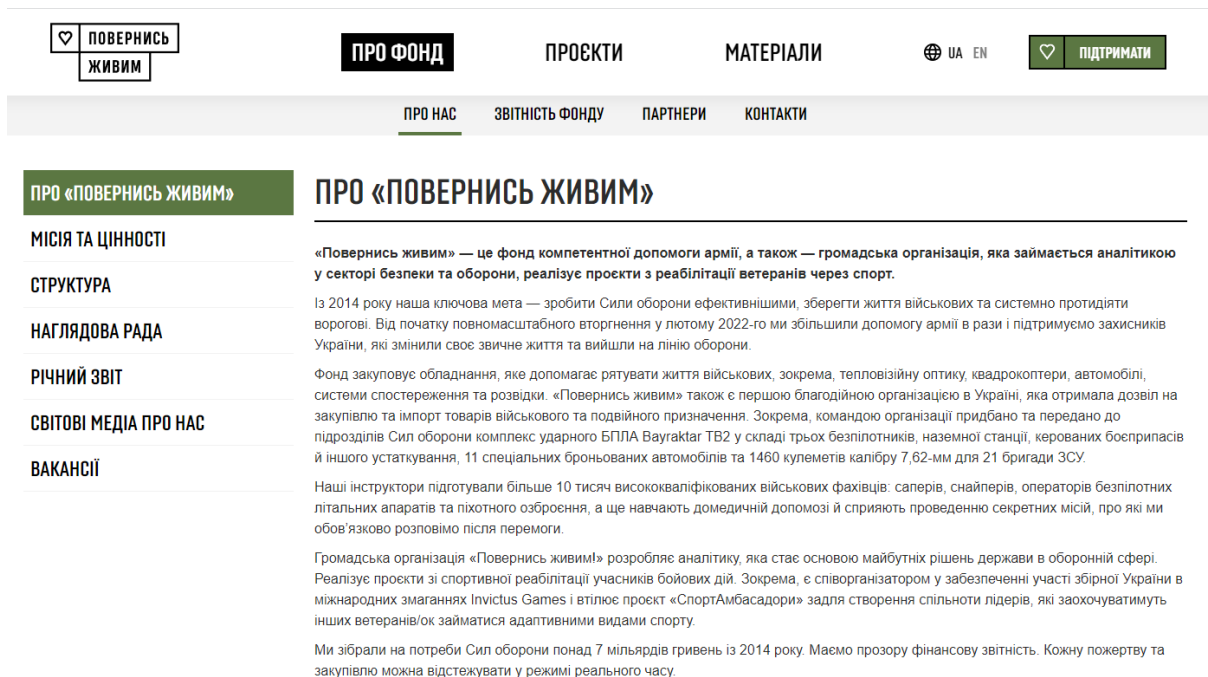 ПОВЕРНИСЬ
ЖИВИМ
ПРО ФОНД
ПРОЄКТИ
МАТЕРІАЛИ
UA EN
ПІДТРИМАТИ
ПРО НАС
ЗВІТНІСТЬ ФОНДУ
ПАРТНЕРИ
КОНТАКТИ
ПРО «ПОВЕРНИСЬ ЖИВИМ»
МІСІЯ ТА ЦІННОСТІ
СТРУКТУРА
НАГЛЯДОВА РАДА
РІЧНИЙ ЗВІТ
СВІТОВІ МЕДІА ПРО НАС
ВАКАНСІЇ
ПРО «ПОВЕРНИСЬ ЖИВИМ»
«Повернись живим» — це фонд компетентної допомоги армії, а також — громадська організація, яка займається аналітикою
у секторі безпеки та оборони, реалізує проєкти з реабілітації ветеранів через спорт.
Із 2014 року наша ключова мета — зробити Сили оборони ефективнішими, зберегти життя військових та системно протидіяти
ворогові. Від початку повномасштабного вторгнення у лютому 2022-го ми збільшили допомогу армії в рази і підтримуємо захисників
України, які змінили своє звичне життя та вийшли на лінію оборони.
Фонд закуповує обладнання, яке допомагає рятувати життя військових, зокрема, тепловізійну оптику, квадрокоптери, автомобілі,
системи спостереження та розвідки. «Повернись живим» також є першою благодійною організацією в Україні, яка отримала дозвіл на
закупівлю та імпорт товарів військового та подвійного призначення. Зокрема, командою організації придбано та передано до
підрозділів Сил оборони комплекс ударного БПЛА Bayraktar TB2 у складі трьох безпілотників, наземної станції, керованих боєприпасів
й іншого устаткування, 11 спеціальних броньованих автомобілів та 1460 кулеметів калібру 7,62-мм для 21 бригади ЗСУ.
Наші інструктори підготували більше 10 тисяч висококваліфікованих військових фахівців: саперів, снайперів, операторів безпілотних
літальних апаратів та піхотного озброєння, а ще навчають домедичній допомозі й сприяють проведенню секретних місій, про які ми
обов’язково розповімо після перемоги.
Громадська організація «Повернись живим!» розробляє аналітику, яка стає основою майбутніх рішень держави в оборонній сфері.
Реалізує проєкти зі спортивної реабілітації учасників бойових дій. Зокрема, є співорганізатором у забезпеченні участі збірної України в
міжнародних змаганнях Invictus Games і втілює проєкт «СпортАмбасадори» задля створення спільноти лідерів, які заохочуватимуть
інших ветеранів/ок займатися адаптивними видами спорту.
Ми зібрали на потреби Сил оборони понад 7 мільярдів гривень із 2014 року. Маємо прозору фінансову звітність. Кожну пожертву та
закупівлю можна відстежувати у режимі реального часу.